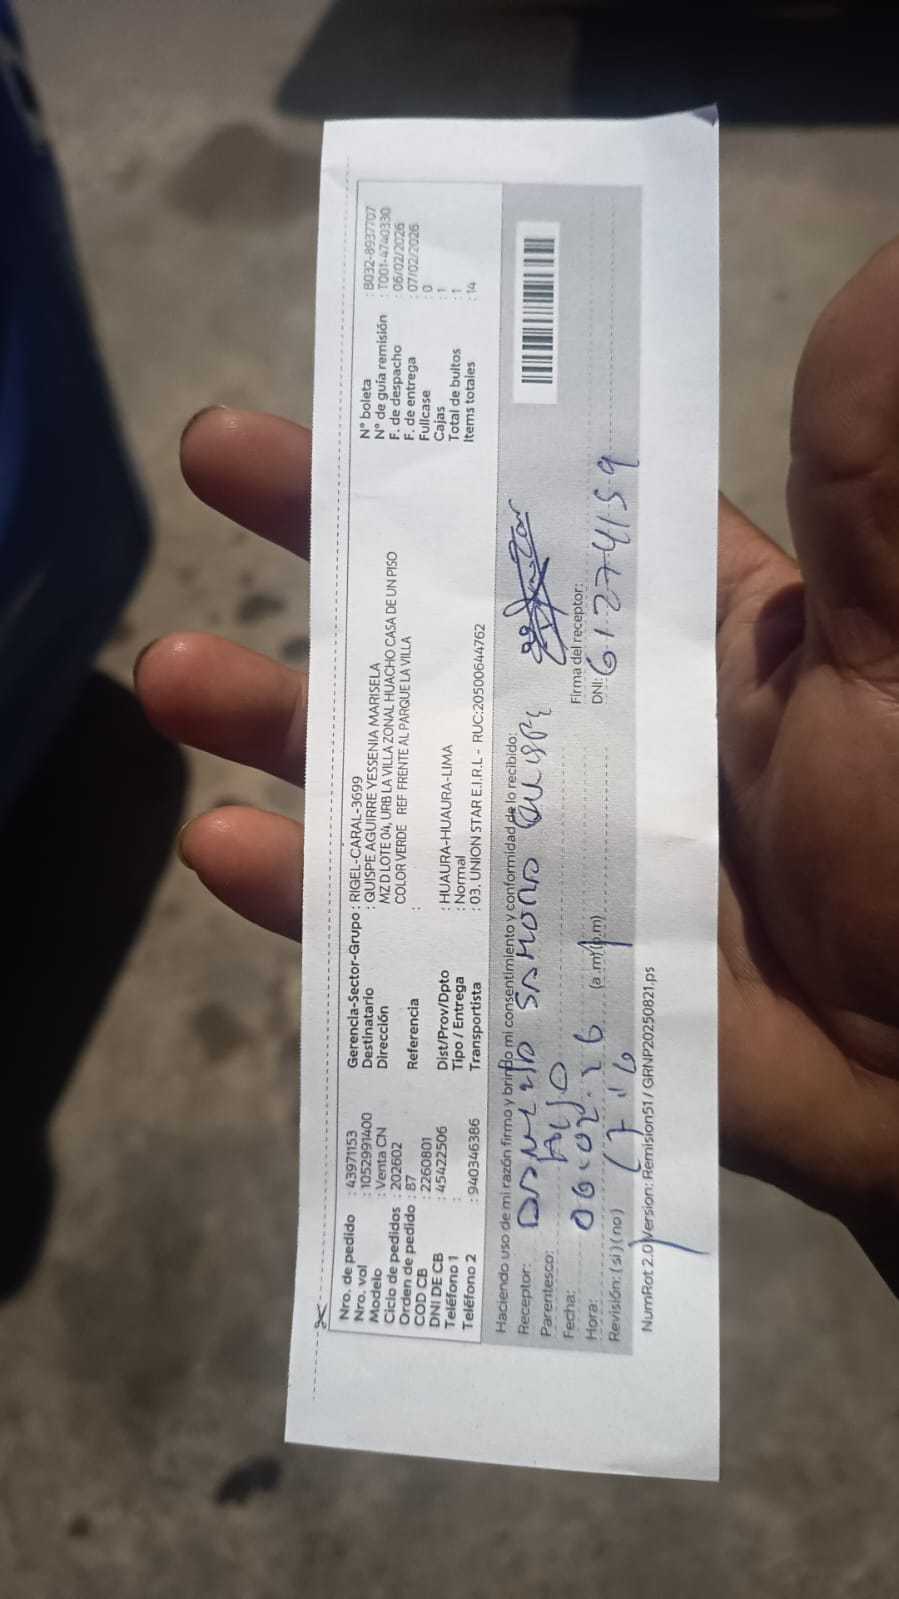 Nro. de pedido : 43971153
Nro. vol : 1052991400
Modelo : Venta CN
Ciclo de pedidos : 202602
Orden de pedido : 87
COD CB : 2260801
DNI DE CB : 45422506
Teléfono 1 :
Teléfono 2 : 940346386
Gerencia-Sector-Grupo : RIGEL-CARAL-3699
Destinatario : QUISPE AGUIRRE YESSENIA MARISELA
Dirección MZ D LOTE 04, URB LA VILLA ZONAL HUACHO CASA DE UN PISO
COLOR VERDE REF FRENTE AL PARQUE LA VILLA
Referencia :
Dist/Prov/Dpto : HUAURA-HUAURA-LIMA
Tipo / Entrega : Normal
Transportista : 03. UNION STAR E.I.R.L - RUC:20500644762
N° boleta : B032-8937707
N° de guía remisión : T001-4740330
F. de despacho : 06/02/2026
F. de entrega : 07/02/2026
Fullcase : 0
Cajas : 1
Total de bultos : 1
Items totales : 14
Haciendo uso de mi razón firmo y brindo mi consentimiento y conformidad de lo recibido:
Receptor: QUISPE
Parentesco:
Fecha: 06.02.26
Hora: (a.m)(p.m)
Revisión: (si) (no)
Firma del receptor:
DNI: 61274159
NumRot 2.0 Version: Remision51 / GRNP20250821.ps